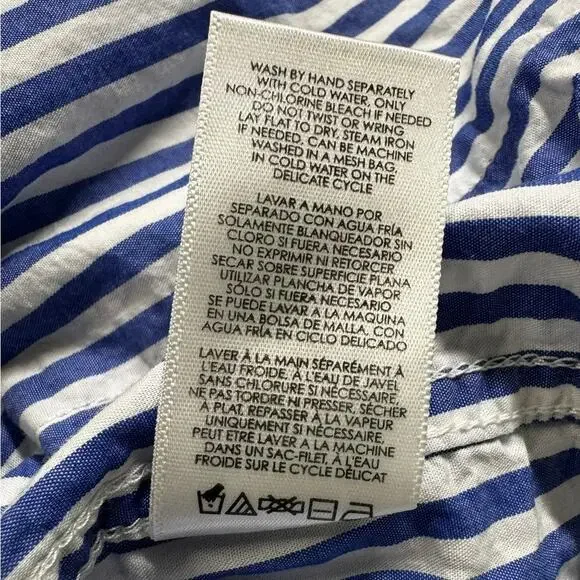 WASH BY HAND SEPARATELY
WITH COLD WATER, ONLY
NON-CHLORINE BLEACH IF NEEDED
DO NOT TWIST OR WRING
LAY FLAT TO DRY, STEAM IRON
IF NEEDED, CAN BE MACHINE
WASHED IN A MESH BAG,
IN COLD WATER ON THE
DELICATE CYCLE
LAVAR A MANO POR
SEPARADO CON AGUA FRÍA
SOLAMENTE BLANQUEADOR SIN
CLORO SI FUERA NECESARIO
NO EXPRIMIR NI RETORCER
SECAR SOBRE SUPERFICIE PLANA
UTILIZAR PLANCHA DE VAPOR
SÓLO SI FUERA NECESARIO
SE PUEDE LAVAR A LA MAQUINA
EN UNA BOLSA DE MALLA. CON
AGUA FRÍA EN CICLO DELICADO
LAVER À LA MAIN SÉPARÉMENT À
L'EAU FROIDE, À L'EAU DE JAVEL
SANS CHLORURE SI NÉCESSAIRE,
NE PAS TORDRE NI PRESSER, SÉCHER
À PLAT, REPASSER À LA VAPEUR
UNIQUEMENT SI NÉCESSAIRE,
PEUT ÊTRE LAVER A LA MACHINE
DANS UN SAC-FILET, À L'EAU
FROIDE SUR LE CYCLE DÉLICAT